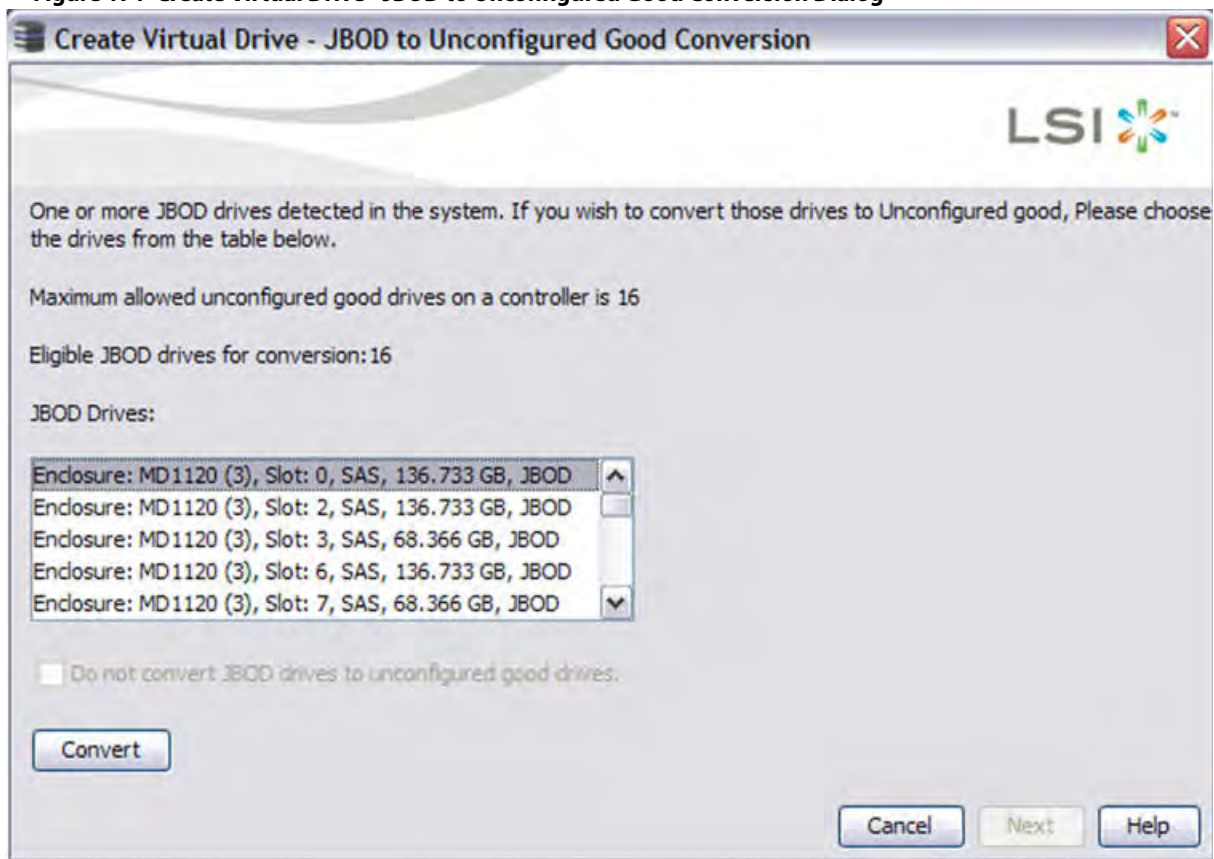 Create Virtual Drive - JBOD to Unconfigured Good Conversion
LSI
One or more JBOD drives detected in the system. If you wish to convert those drives to Unconfigured good, Please choose
the drives from the table below.
Maximum allowed unconfigured good drives on a controller is 16
Eligible JBOD drives for conversion:16
JBOD Drives:
Enclosure: MD1120 (3), Slot: 0, SAS, 136.733 GB, JBOD
Enclosure: MD1120 (3), Slot: 2, SAS, 136.733 GB, JBOD
Enclosure: MD1120 (3), Slot: 3, SAS, 68.366 GB, JBOD
Enclosure: MD1120 (3), Slot: 6, SAS, 136.733 GB, JBOD
Enclosure: MD1120 (3), Slot: 7, SAS, 68.366 GB, JBOD
Do not convert JBOD drives to unconfigured good drives.
Convert
Cancel Next Help